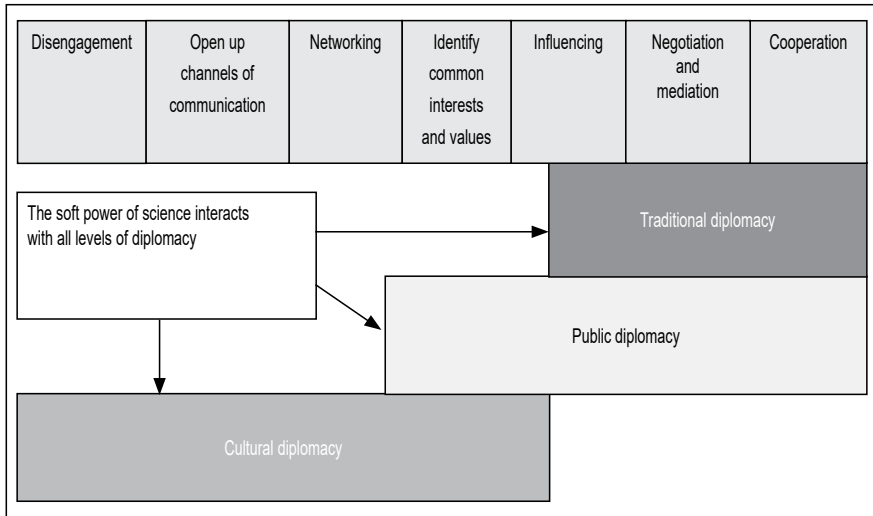 Disengagement
Open up
channels of
communication
Networking
Identify
common
interests
and values
Influencing
Negotiation
and
mediation
Cooperation
The soft power of science interacts
with all levels of diplomacy
Traditional diplomacy
Public diplomacy
Cultural diplomacy